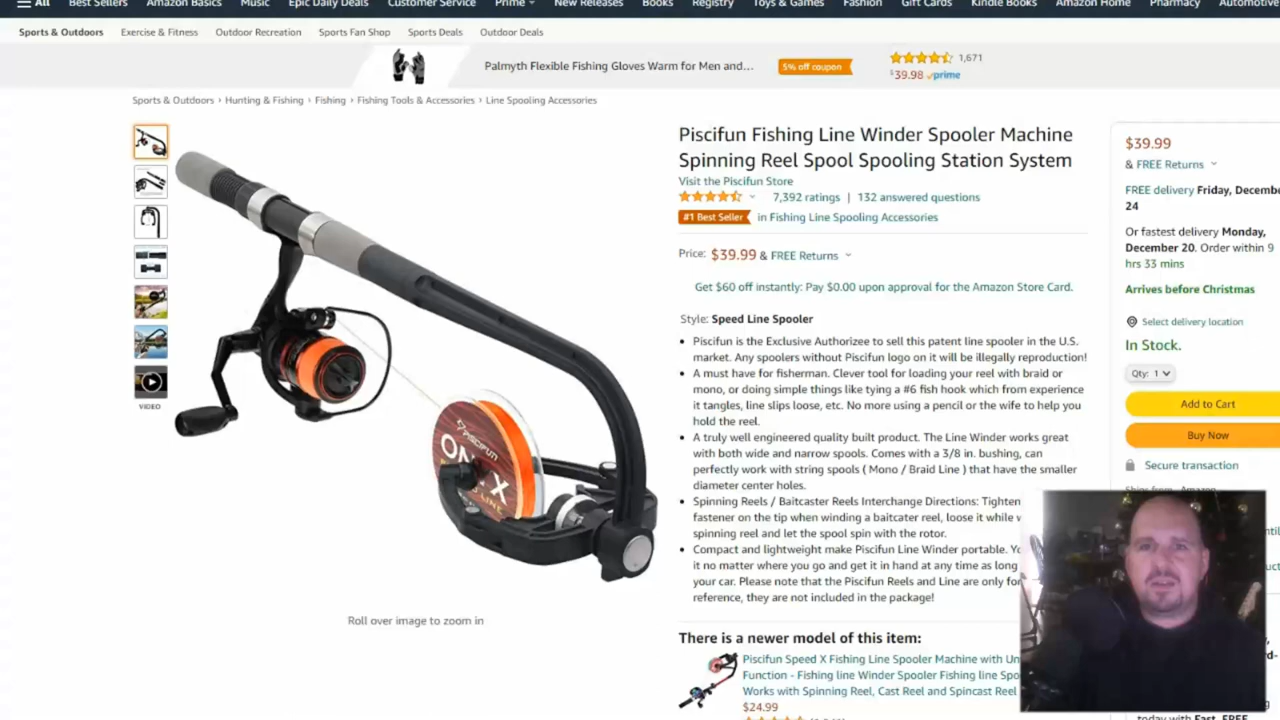 All Best Sellers Amazon Basics Music Epic Daily Deals Customer Service Prime New Releases Books Registry Toys & Games Fashion Gift Cards Kindle Books Amazon Home Pharmacy Automotive
Sports & Outdoors Exercise & Fitness Outdoor Recreation Sports Fan Shop Sports Deals Outdoor Deals
Palmyth Flexible Fishing Gloves Warm for Men and... 5% off coupon 1,671
$39.98 prime
Sports & Outdoors › Hunting & Fishing › Fishing › Fishing Tools & Accessories › Line Spooling Accessories
Piscifun Fishing Line Winder Spooler Machine
Spinning Reel Spool Spooling Station System
Visit the Piscifun Store
7,392 ratings | 132 answered questions
#1 Best Seller in Fishing Line Spooling Accessories
Price: $39.99 & FREE Returns
Get $60 off instantly: Pay $0.00 upon approval for the Amazon Store Card.
Style: Speed Line Spooler
• Piscifun is the Exclusive Authorizee to sell this patent line spooler in the U.S.
market. Any spoolers without Piscifun logo on it will be illegally reproduction!
• A must have for fisherman. Clever tool for loading your reel with braid or
mono, or doing simple things like tying a #6 fish hook which from experience
it tangles, line slips loose, etc. No more using a pencil or the wife to help you
hold the reel.
• A truly well engineered quality built product. The Line Winder works great
with both wide and narrow spools. Comes with a 3/8 in. bushing, can
perfectly work with string spools ( Mono / Braid Line ) that have the smaller
diameter center holes.
• Spinning Reels / Baitcaster Reels Interchange Directions: Tighten
fastener on the tip when winding a baitcater reel, loose it while w
spinning reel and let the spool spin with the rotor.
• Compact and lightweight make Piscifun Line Winder portable. Yo
it no matter where you go and get it in hand at any time as long
your car. Please note that the Piscifun Reels and Line are only fo
reference, they are not included in the package!
There is a newer model of this item:
Piscifun Speed X Fishing Line Spooler Machine with Un
Function - Fishing line Winder Spooler Fishing line Spo
Works with Spinning Reel, Cast Reel and Spincast Reel
$24.99
$39.99
& FREE Returns
FREE delivery Friday, Decembe
24
Or fastest delivery Monday,
December 20. Order within 9
hrs 33 mins
Arrives before Christmas
Select delivery location
In Stock.
Qty: 1
Add to Cart
Buy Now
Secure transaction
Ships from Amazon
today with Fast, FREE
VIDEO
PISCIFUN
Roll over image to zoom in